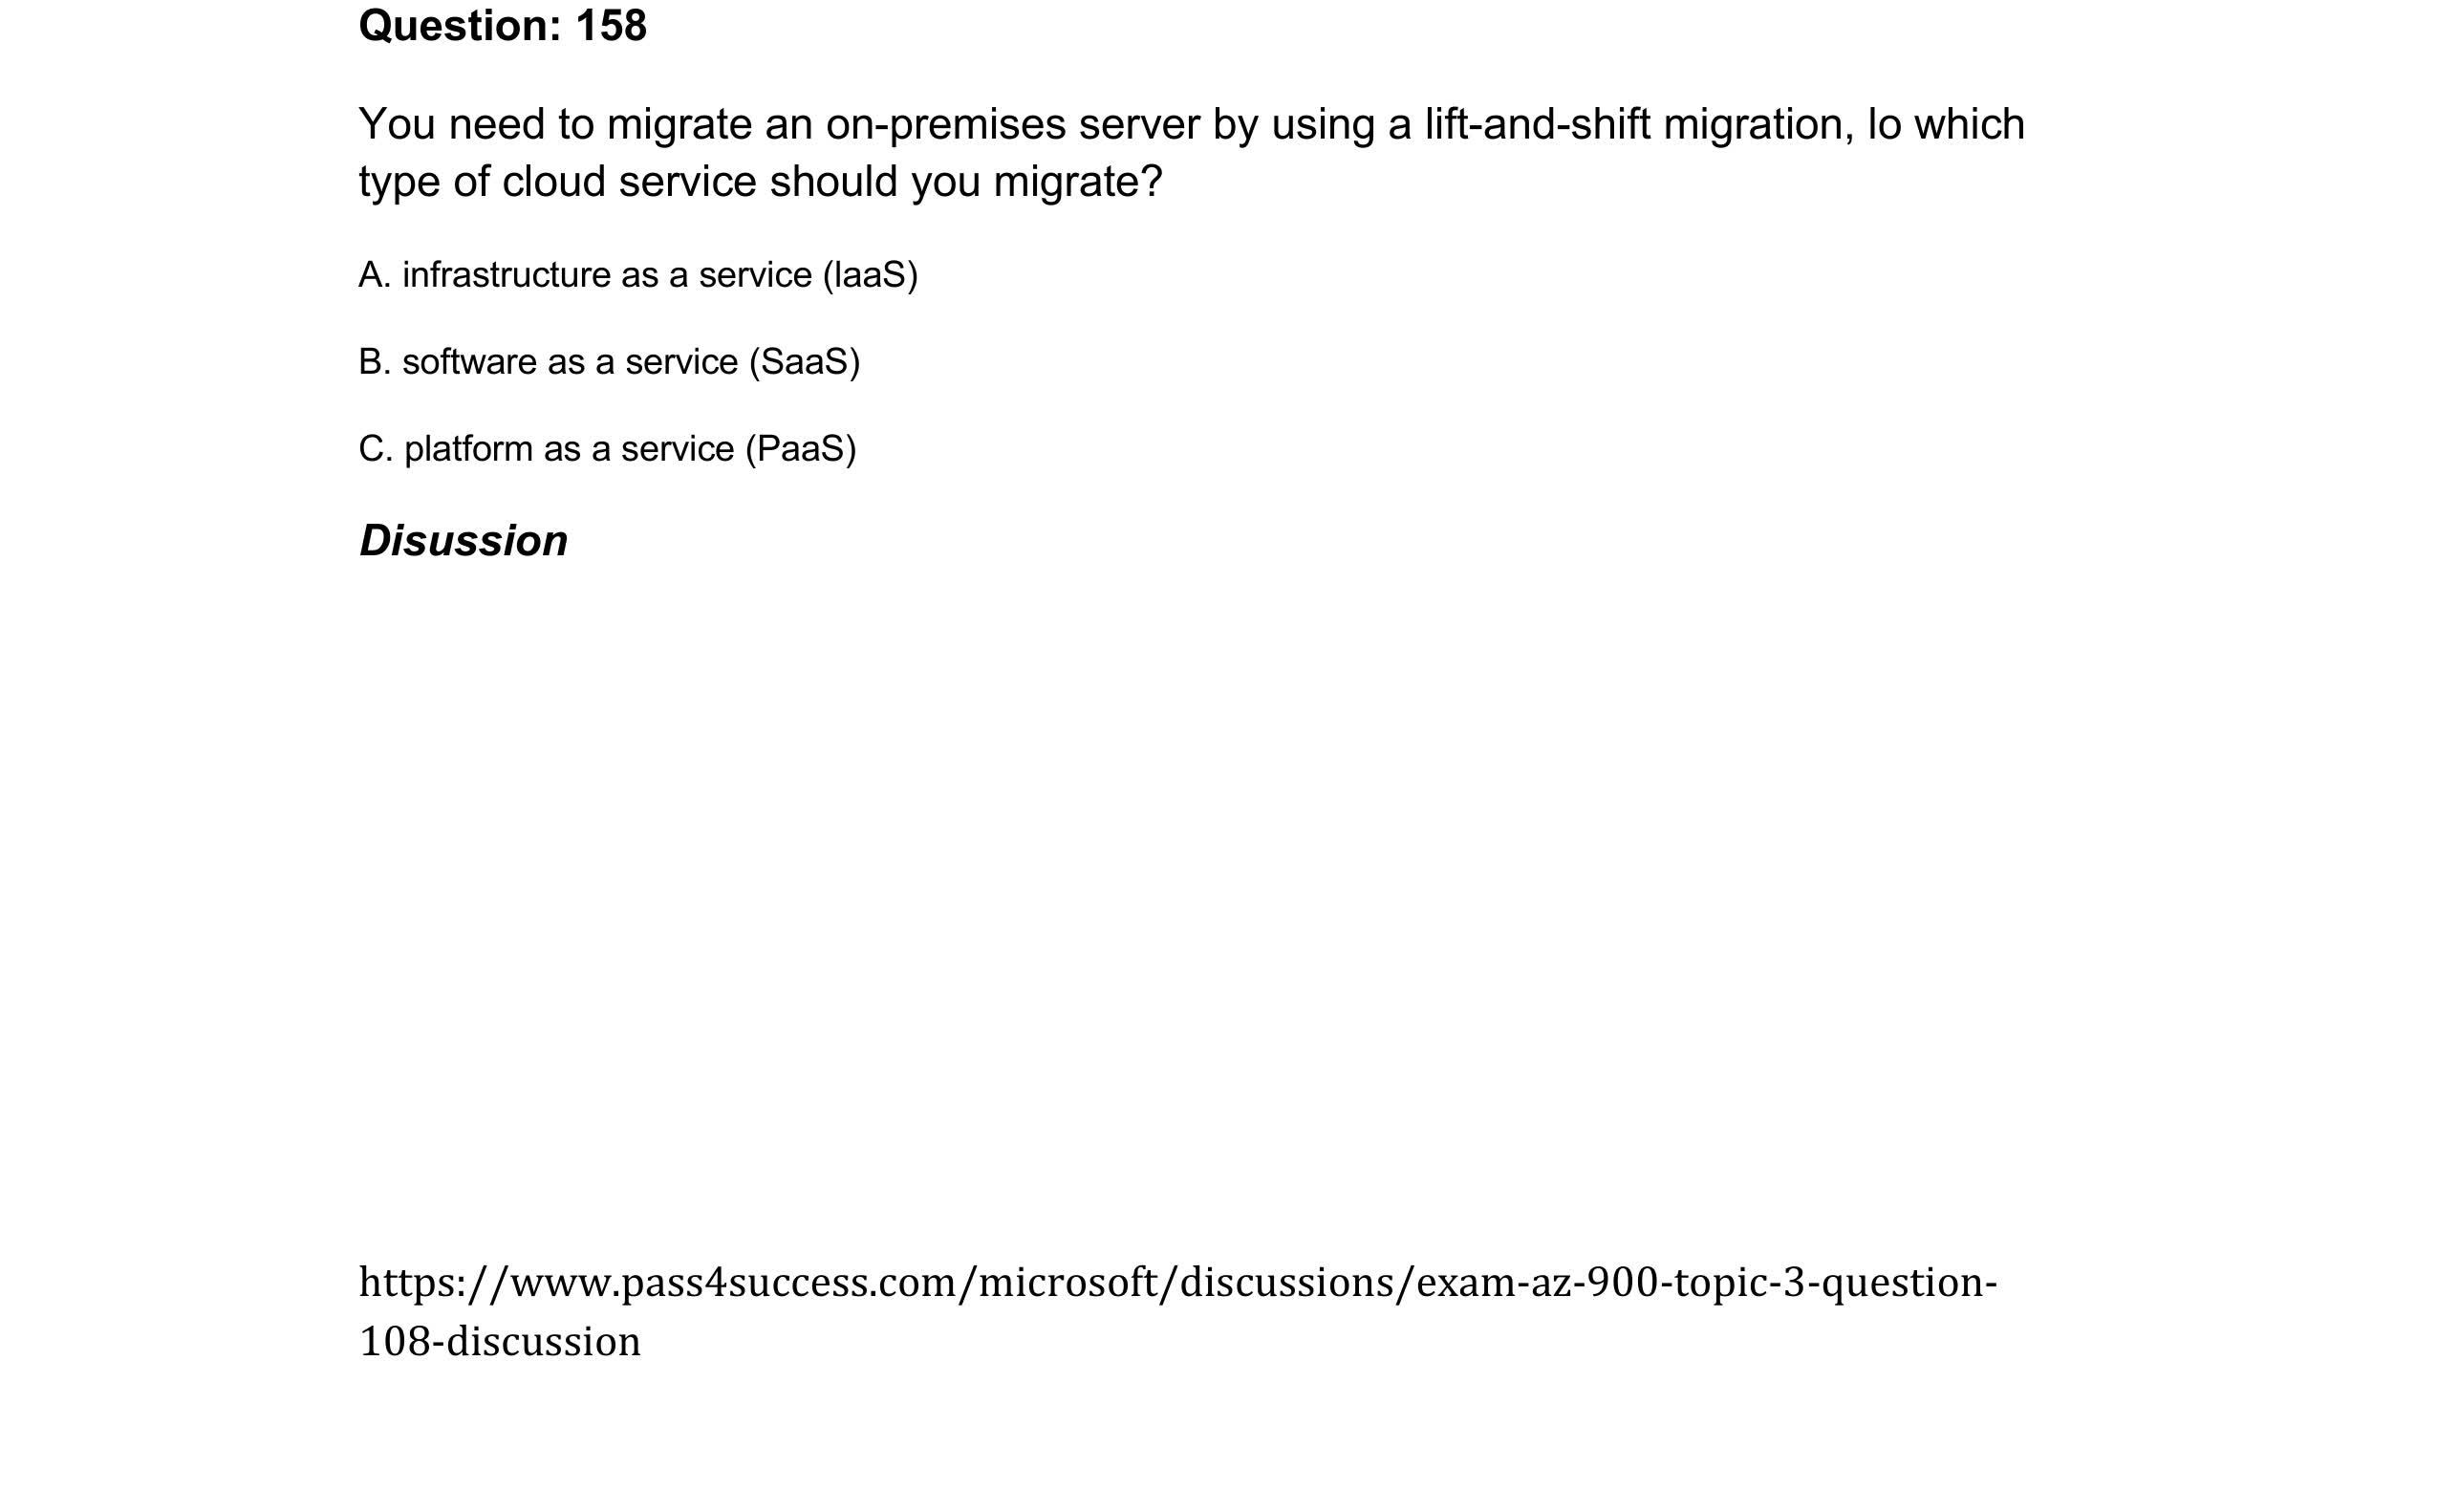 Question: 158
You need to migrate an on-premises server by using a lift-and-shift migration, lo which
type of cloud service should you migrate?
A. infrastructure as a service (IaaS)
B. software as a service (SaaS)
C. platform as a service (PaaS)
Disussion
https://www.pass4success.com/microsoft/discussions/exam-az-900-topic-3-question-
108-discussion